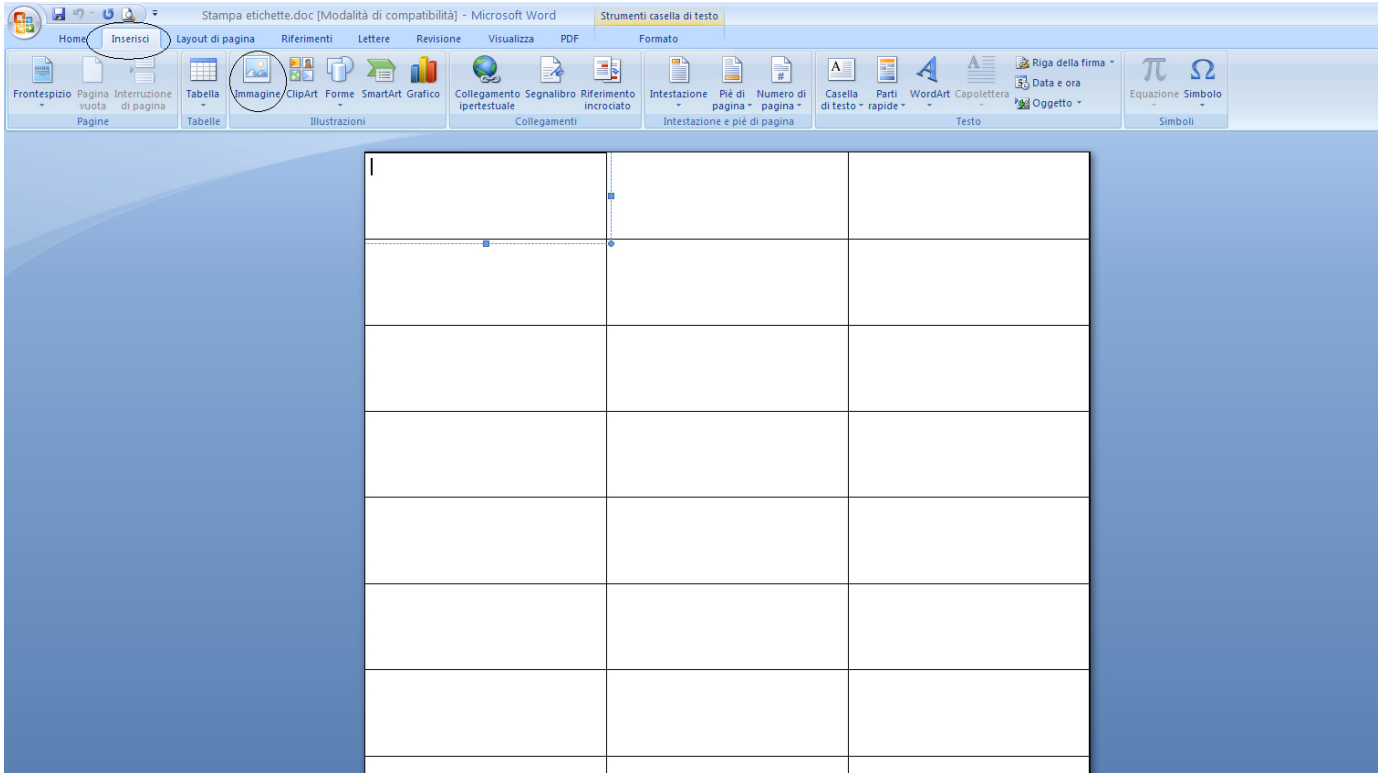 Stampa etichette.doc [Modalità di compatibilità] - Microsoft Word
Strumenti casella di testo
Home Inserisci Layout di pagina Riferimenti Lettere Revisione Visualizza PDF Formato
Frontespizio
Pagina vuota
Interruzione di pagina
Tabella
Immagine
ClipArt
Forme
SmartArt
Grafico
Collegamento ipertestuale
Segnalibro
Riferimento incrociato
Intestazione
Piè di pagina
Numero di pagina
Casella di testo
Parti rapide
WordArt
Capolettera
Riga della firma
Data e ora
Oggetto
Equazione
Simbolo
Pagine
Tabelle
Illustrazioni
Collegamenti
Intestazione e piè di pagina
Testo
Simboli